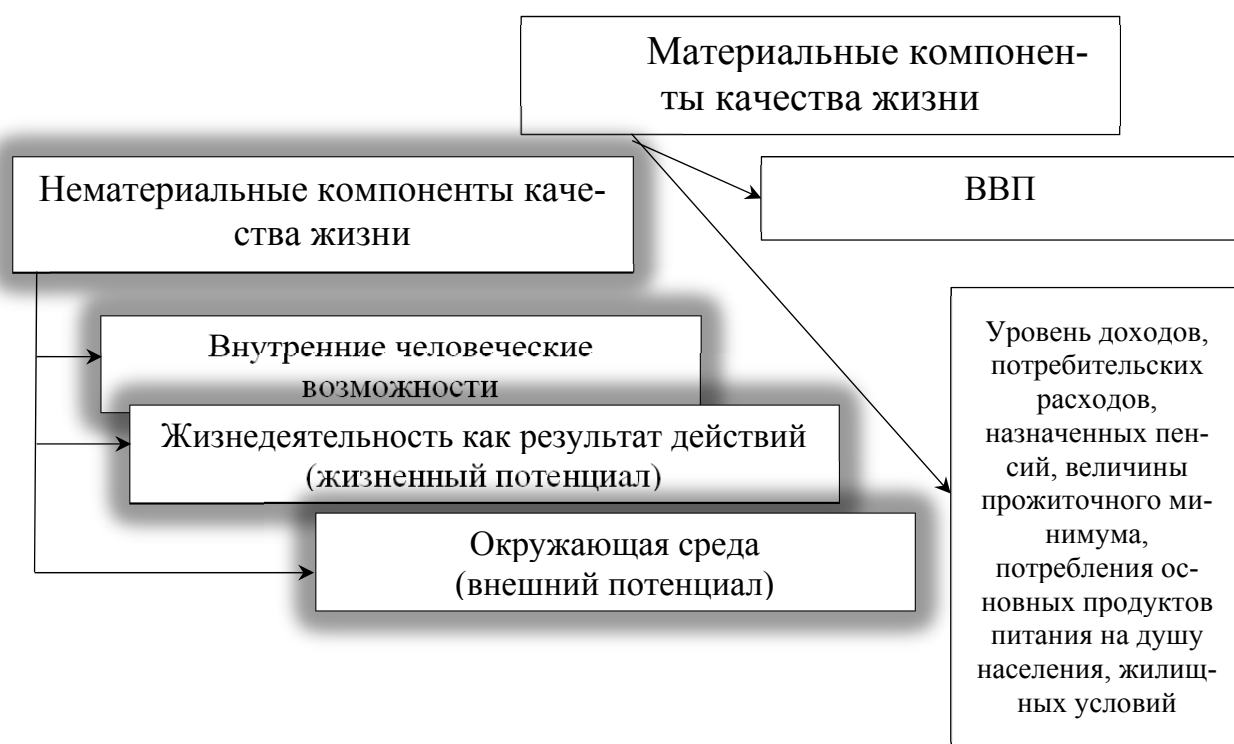 Материальные компонен-
ты качества жизни
Нематериальные компоненты каче-
ства жизни
ВВП
Внутренние человеческие
возможности
Жизнедеятельность как результат действий
(жизненный потенциал)
Окружающая среда
(внешний потенциал)
Уровень доходов,
потребительских
расходов,
назначенных пен-
сий, величины
прожиточного ми-
нимума,
потребления ос-
новных продуктов
питания на душу
населения, жилищ-
ных условий